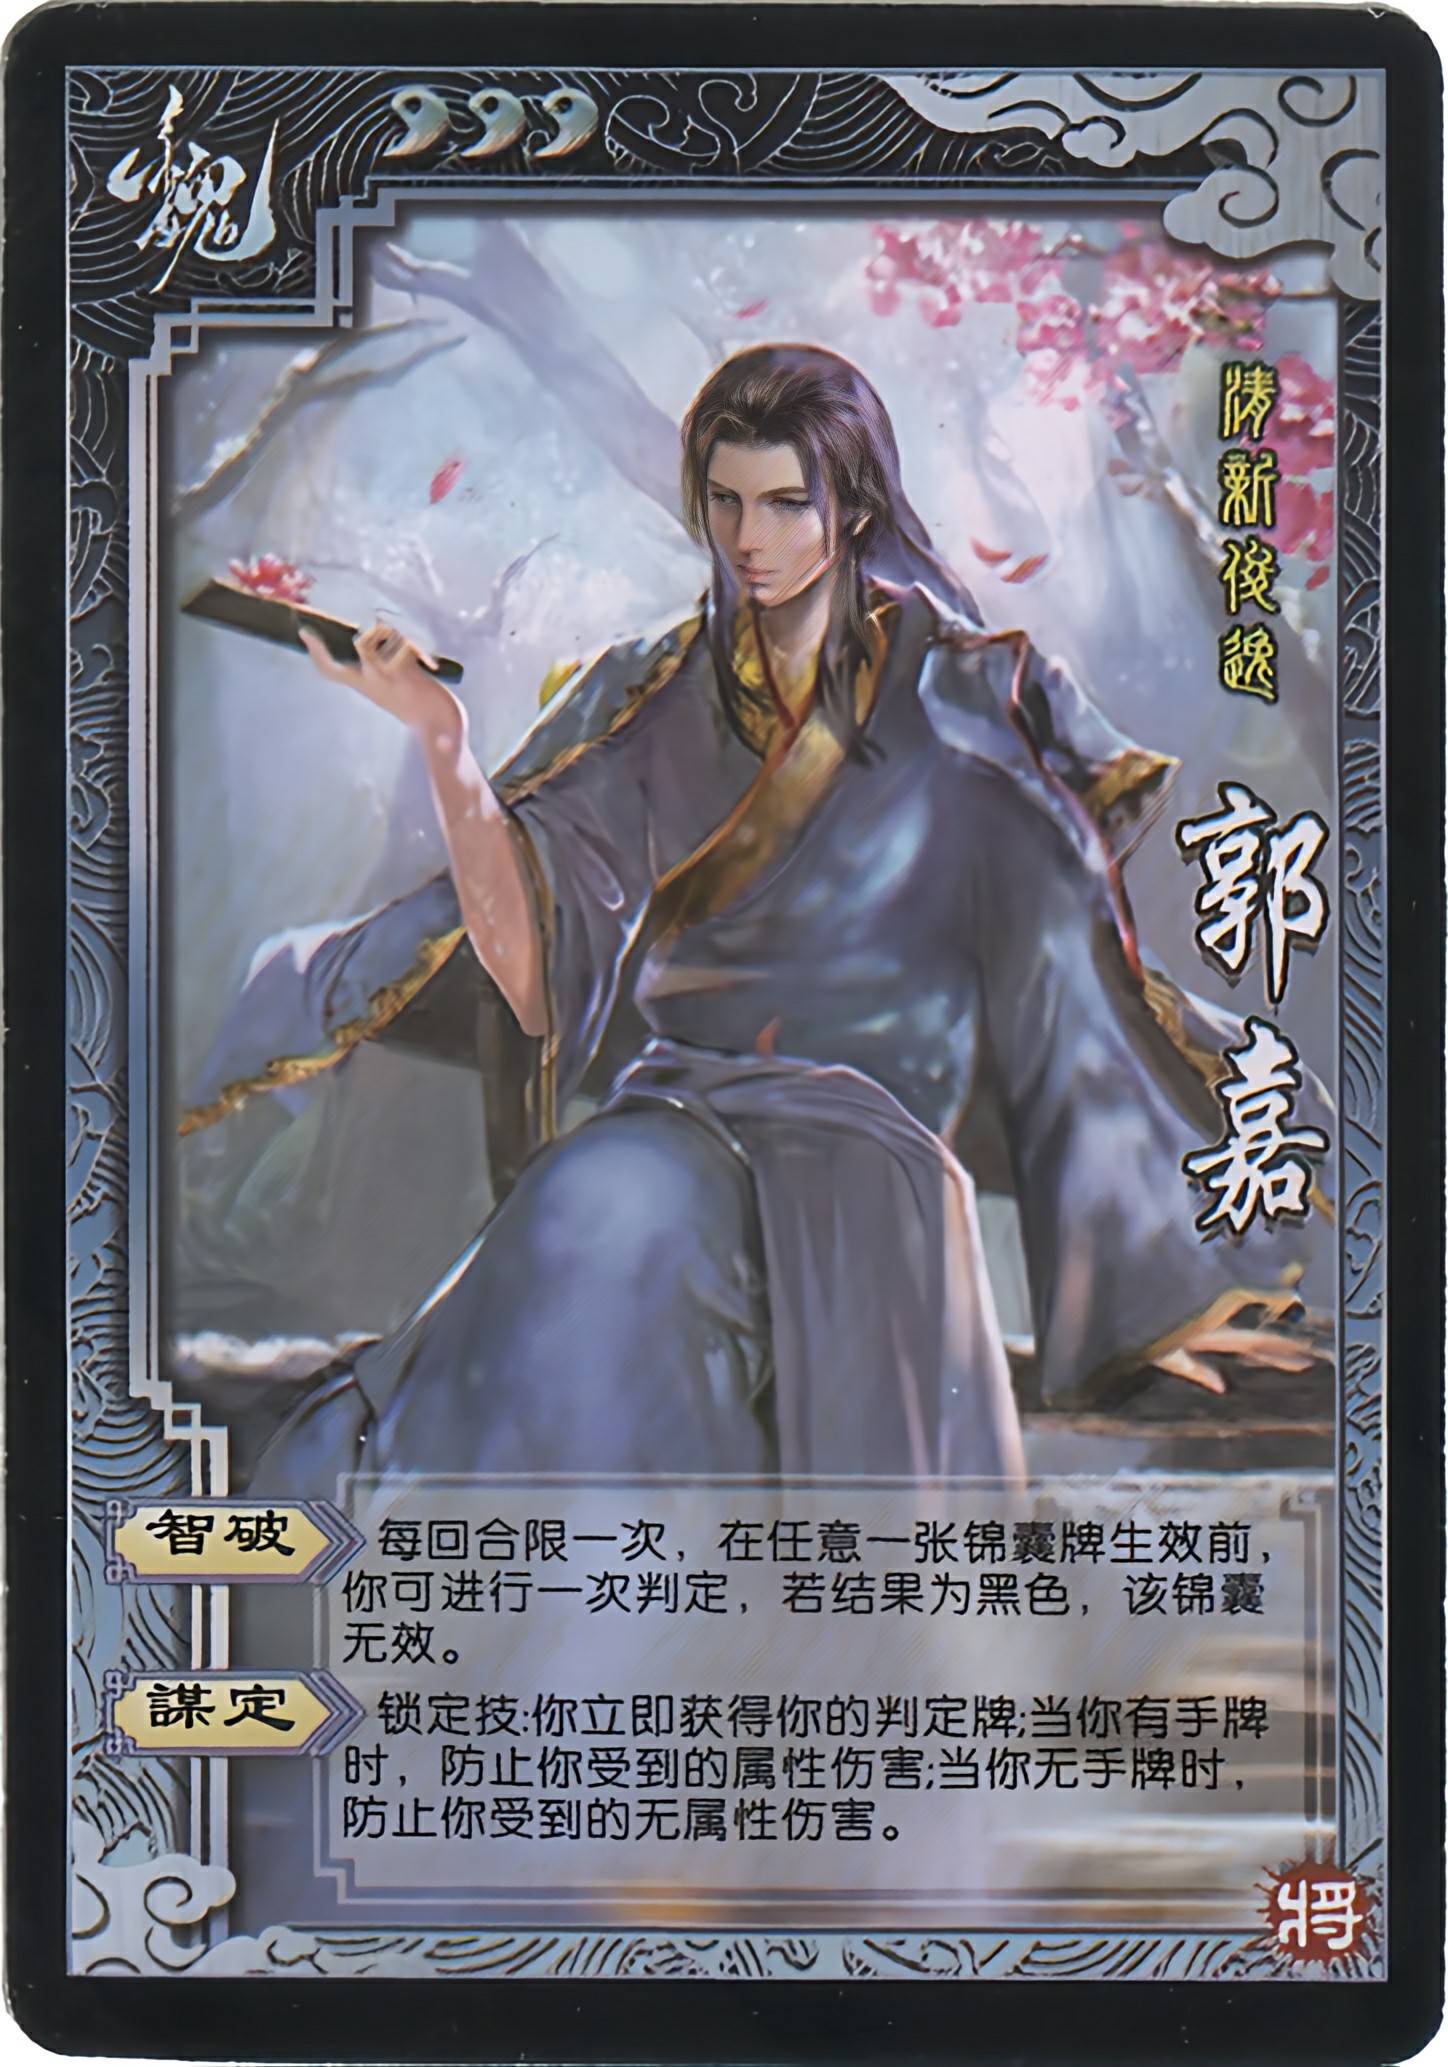 魏
清新俊逸
郭嘉
智破
每回合限一次，在任意一张锦囊牌生效前，
你可进行一次判定，若结果为黑色，该锦囊
无效。
謀定
锁定技:你立即获得你的判定牌;当你有手牌
时，防止你受到的属性伤害;当你无手牌时，
防止你受到的无属性伤害。
将